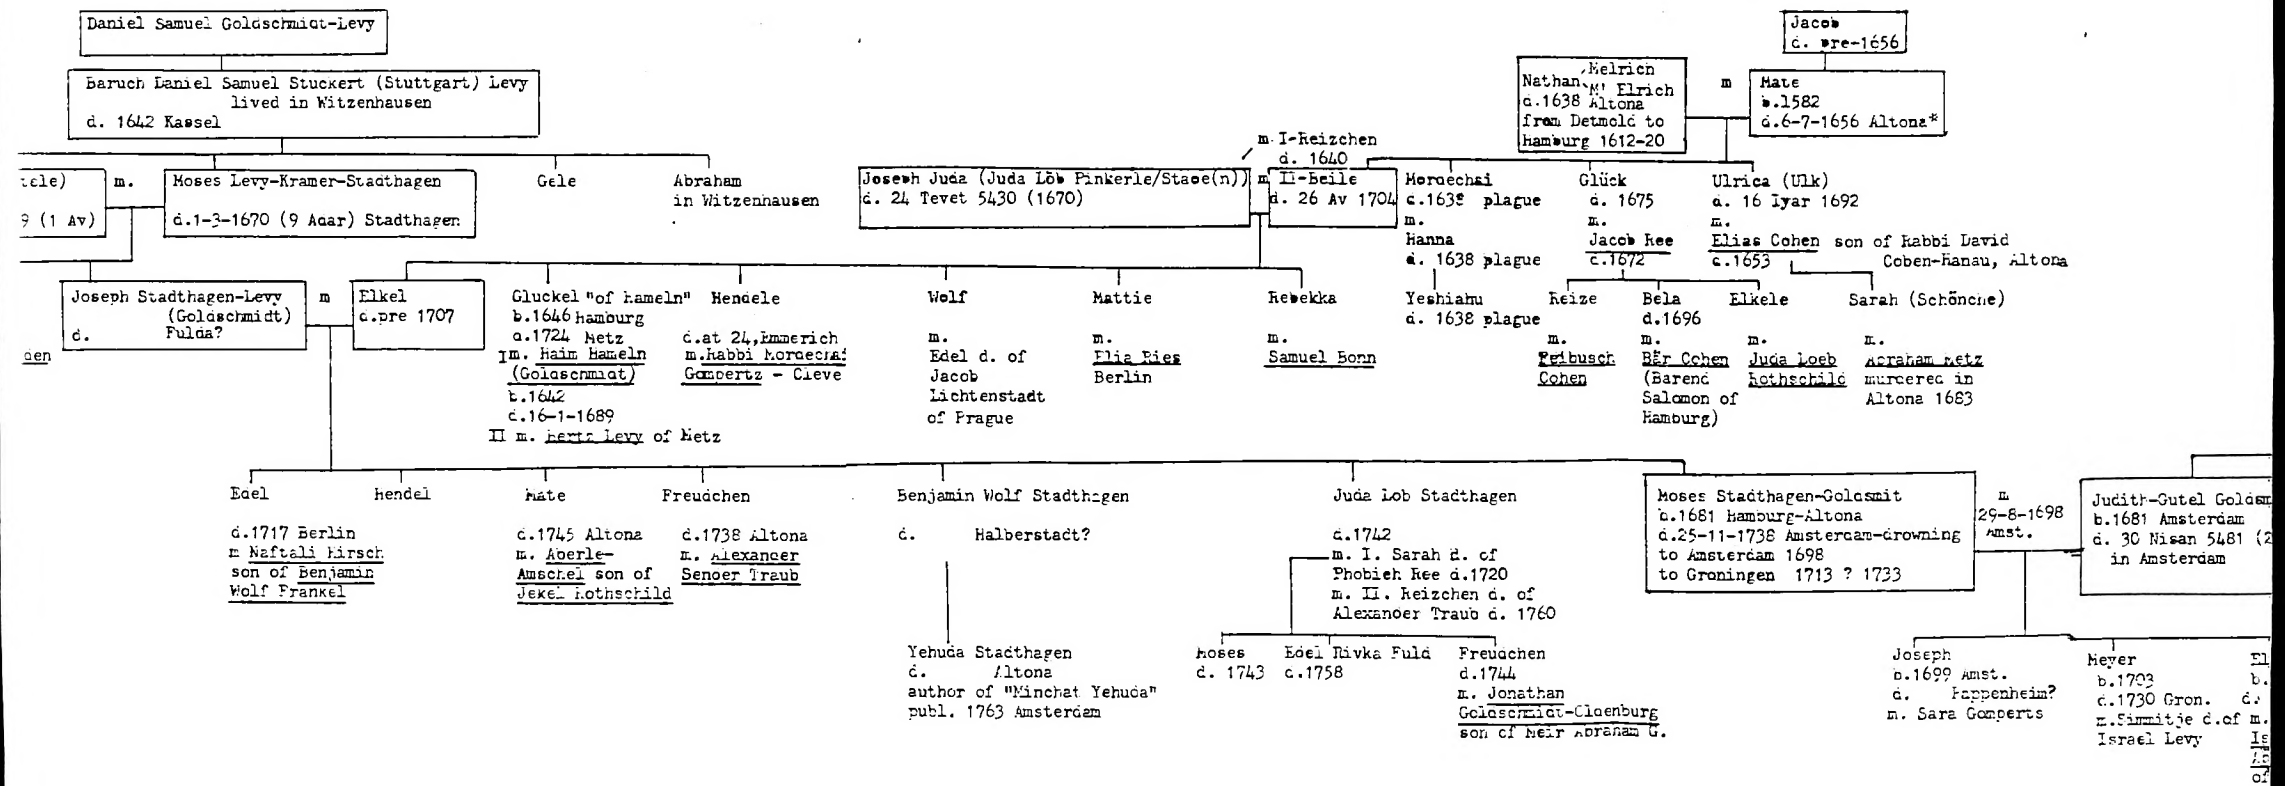 Daniel Samuel Goldschmidt-Levy
Baruch Daniel Samuel Stuckert (Stuttgart) Levy
lived in Witzenhausen
d. 1642 Kassel
Jacob
d. pre-1656
Melrich
Nathan M' Elrich
d.1638 Altona
from Detmold to
Hamburg 1612-20
m
Mate
b.1582
d.6-7-1656 Altona*
9 (1 Av)
m.
Moses Levy-Kramer-Stadthagen
d.1-3-1670 (9 Adar) Stadthagen
Gele
Abraham
in Witzenhausen
Joseph Juda (Juda Löb Pinkerle/Stade(n))
d. 24 Tevet 5430 (1670)
m. I-Reizchen
d. 1640
m
II-Beile
d. 26 Av 1704
Mordechai
d.1638 plague
m.
Hanna
d. 1638 plague
Glück
d. 1675
m.
Jacob Ree
d.1672
Ulrica (Ulk)
d. 16 Iyar 1692
m.
Elias Cohen son of Rabbi David
d.1653 Coben-Hanau, Altona
den
Joseph Stadthagen-Levy
(Goldschmidt)
d. Fulda?
m
Elkel
d.pre 1707
Gluckel "of Hameln"
b.1646 Hamburg
d.1724 Metz
I m. Haim Hameln
(Goldschmidt)
b.1642
d.16-1-1689
II m. Hertz Levy of Metz
Hendele
d.at 24,Emmerich
m.Rabbi Mordechai
Gompertz - Cleve
Wolf
m.
Edel d. of
Jacob
Lichtenstadt
of Prague
Mattie
m.
Elia Ries
Berlin
Rebekka
m.
Samuel Bonn
Yeshiahu
d. 1638 plague
Reize
m.
Feibusch
Cohen
Bela
d.1696
m.
Bër Cohen
(Barend
Salomon of
Hamburg)
Elkele
m.
Juda Loeb
Rothschild
Sarah (Schönche)
m.
Abraham Metz
murdered in
Altona 1683
Edel
d.1717 Berlin
m Naftali Hirsch
son of Benjamin
Wolf Frankel
Hendel
Mate
d.1745 Altona
m. Aberle-
Amschel son of
Jekel Rothschild
Freudchen
d.1738 Altona
m. Alexander
Sender Traub
Benjamin Wolf Stadthagen
d. Halberstadt?
Juda Lob Stadthagen
d.1742
m. I. Sarah d. of
Phobieh Ree d.1720
m. II. Reizchen d. of
Alexander Traub d. 1760
Moses Stadthagen-Goldsmit
b.1681 Hamburg-Altona
d.25-11-1738 Amsterdam-drowning
to Amsterdam 1698
to Groningen 1713 ? 1733
m
29-8-1698
Amst.
Judith-Gutel Goldsm
b.1681 Amsterdam
d. 30 Nisan 5481 (2
in Amsterdam
Yehuda Stadthagen
d. Altona
author of "Minchat Yehuda"
publ. 1763 Amsterdam
Moses
d. 1743
Edel Rivka Fuld
d.1758
Freudchen
d.1744
m. Jonathan
Goldschmidt-Cldenburg
son of Meir Abraham G.
Joseph
b.1699 Amst.
d. Pappenheim?
m. Sara Gomperts
Meyer
b.1703
d.1730 Gron.
m.Simmitje d.of
Israel Levy
El
b.
d.
m.
Is
of